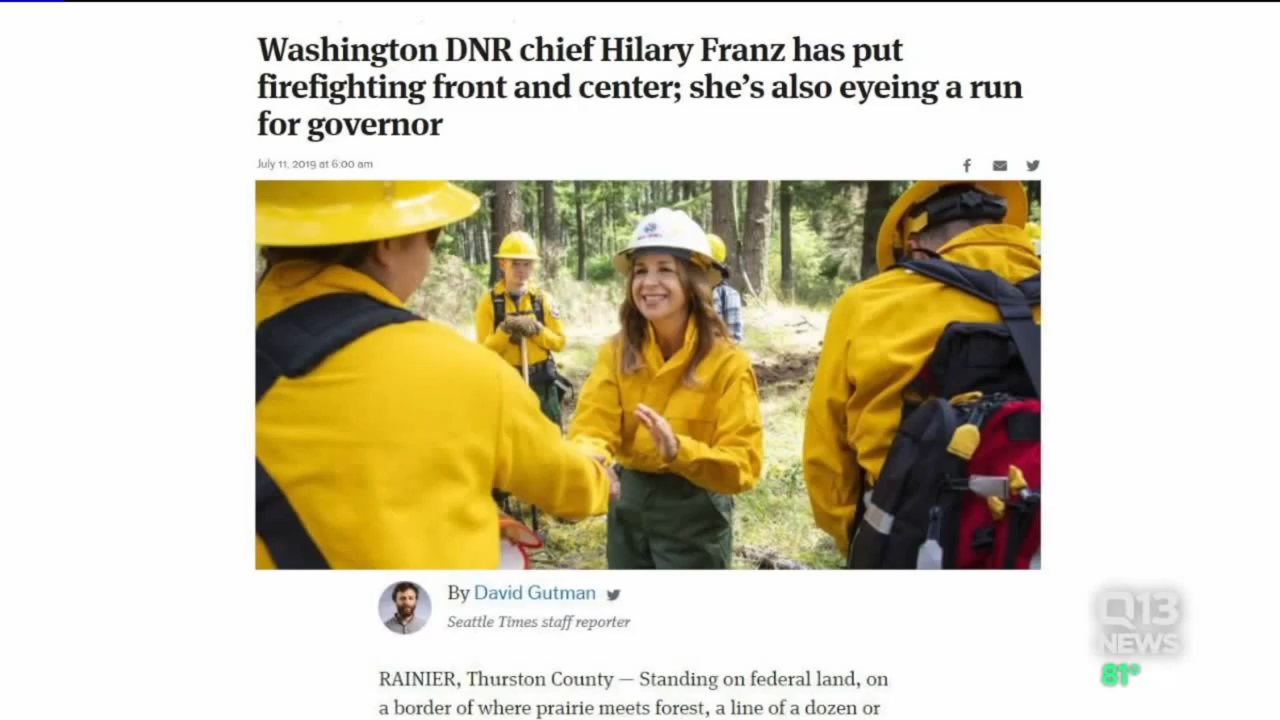 Washington DNR chief Hilary Franz has put
firefighting front and center; she's also eyeing a run
for governor
July 11, 2019 at 6:00 am
By David Gutman
Seattle Times staff reporter
RAINIER, Thurston County — Standing on federal land, on
a border of where prairie meets forest, a line of a dozen or
Q13
NEWS
81°